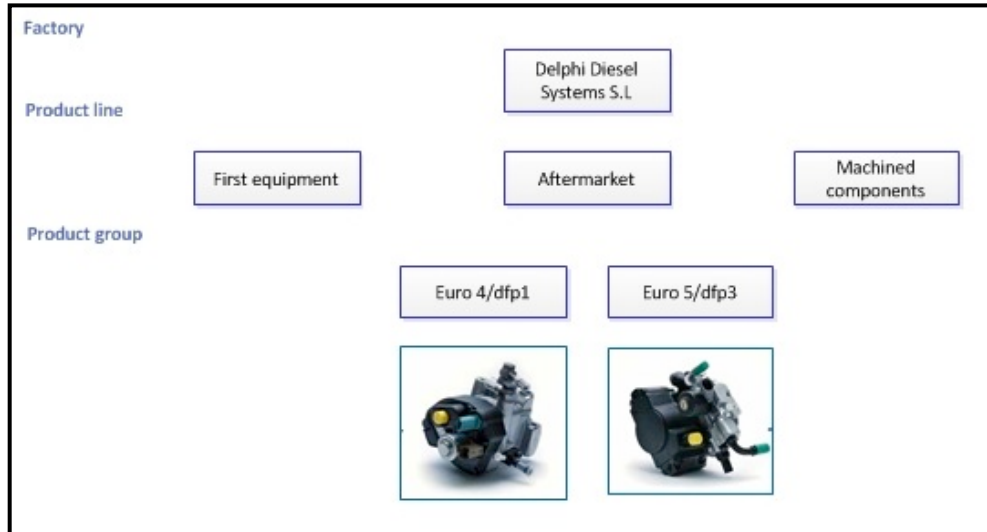 Factory
Delphi Diesel
Systems S.L
Product line
First equipment
Aftermarket
Machined
components
Product group
Euro 4/dfp1
Euro 5/dfp3